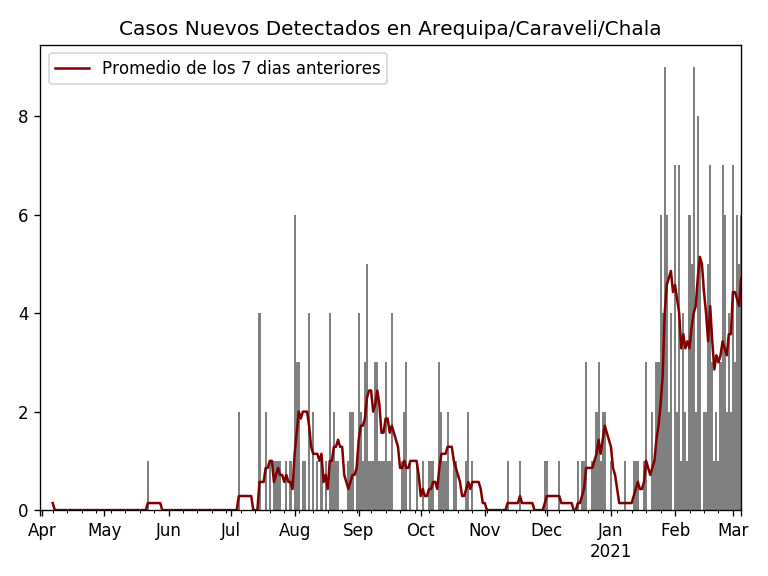 Casos Nuevos Detectados en Arequipa/Caraveli/Chala
Promedio de los 7 dias anteriores
8
6
4
2
0
Apr May Jun Jul Aug Sep Oct Nov Dec Jan Feb Mar
2021